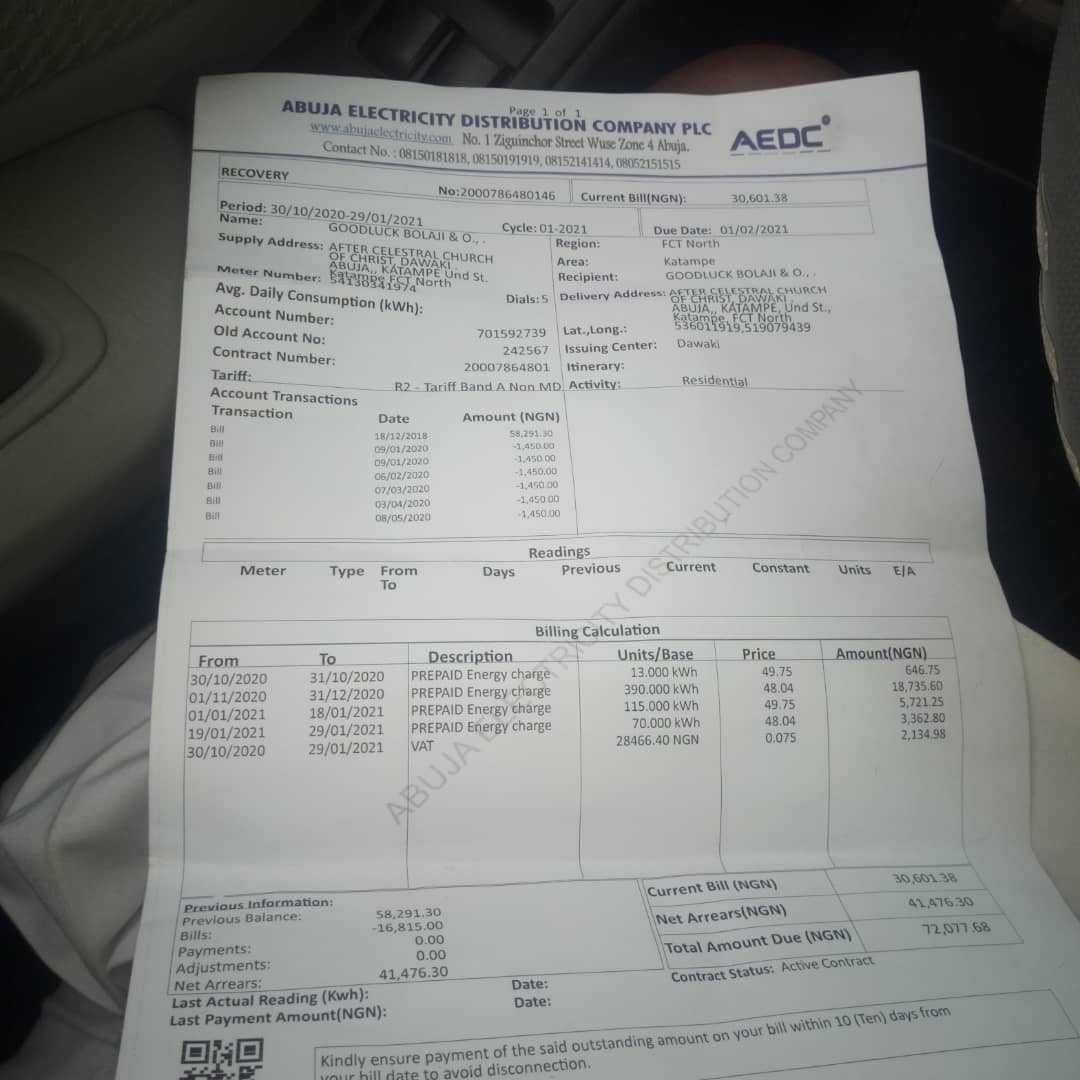 Page 1 of 1
ABUJA ELECTRICITY DISTRIBUTION COMPANY PLC
www.abujaelectricity.com No. 1 Ziguinchor Street Wuse Zone 4 Abuja.
Contact No. : 08150181818, 08150191919, 08152141414, 08052151515
AEDC
RECOVERY
No:2000786480146 Current Bill(NGN): 30,601.38
Period: 30/10/2020-29/01/2021 Cycle: 01-2021 Due Date: 01/02/2021
Name: GOODLUCK BOLAJI & O., .
Supply Address: AFTER CELESTRAL CHURCH
OF CHRIST, DAWAKI
ABUJA,, KATAMPE Und St.
Katampe FCT North
Meter Number: 54130341974
Avg. Daily Consumption (kWh): Dials: 5
Account Number: 701592739
Old Account No: 242567
Contract Number: 20007864801
Tariff: R2 - Tariff Band A Non MD
Region: FCT North
Area: Katampe
Recipient: GOODLUCK BOLAJI & O., .
Delivery Address: AFTER CELESTRAL CHURCH
OF CHRIST, DAWAKI
ABUJA,, KATAMPE, Und St.,
Katampe, FCT North
Lat.,Long.: 536011919,519079439
Issuing Center: Dawaki
Itinerary:
Activity: Residential
Account Transactions
Transaction Date Amount (NGN)
Bill 18/12/2018 58,291.30
Bill 09/01/2020 -1,450.00
Bill 09/01/2020 -1,450.00
Bill 06/02/2020 -1,450.00
Bill 07/03/2020 -1,450.00
Bill 03/04/2020 -1,450.00
Bill 08/05/2020 -1,450.00
Readings
Meter Type From To Days Previous Current Constant Units E/A
Billing Calculation
From To Description Units/Base Price Amount(NGN)
30/10/2020 31/10/2020 PREPAID Energy charge 13.000 kWh 49.75 646.75
01/11/2020 31/12/2020 PREPAID Energy charge 390.000 kWh 48.04 18,735.60
01/01/2021 18/01/2021 PREPAID Energy charge 115.000 kWh 49.75 5,721.25
19/01/2021 29/01/2021 PREPAID Energy charge 70.000 kWh 48.04 3,362.80
30/10/2020 29/01/2021 VAT 28466.40 NGN 0.075 2,134.98
ABUJA ELECTRICITY DISTRIBUTION COMPANY
Previous Information:
Previous Balance: 58,291.30
Bills: -16,815.00
Payments: 0.00
Adjustments: 0.00
Net Arrears: 41,476.30
Last Actual Reading (Kwh): Date:
Last Payment Amount(NGN): Date:
Current Bill (NGN) 30,601.38
Net Arrears(NGN) 41,476.30
Total Amount Due (NGN) 72,077.68
Contract Status: Active Contract
Kindly ensure payment of the said outstanding amount on your bill within 10 (Ten) days from
your bill date to avoid disconnection.